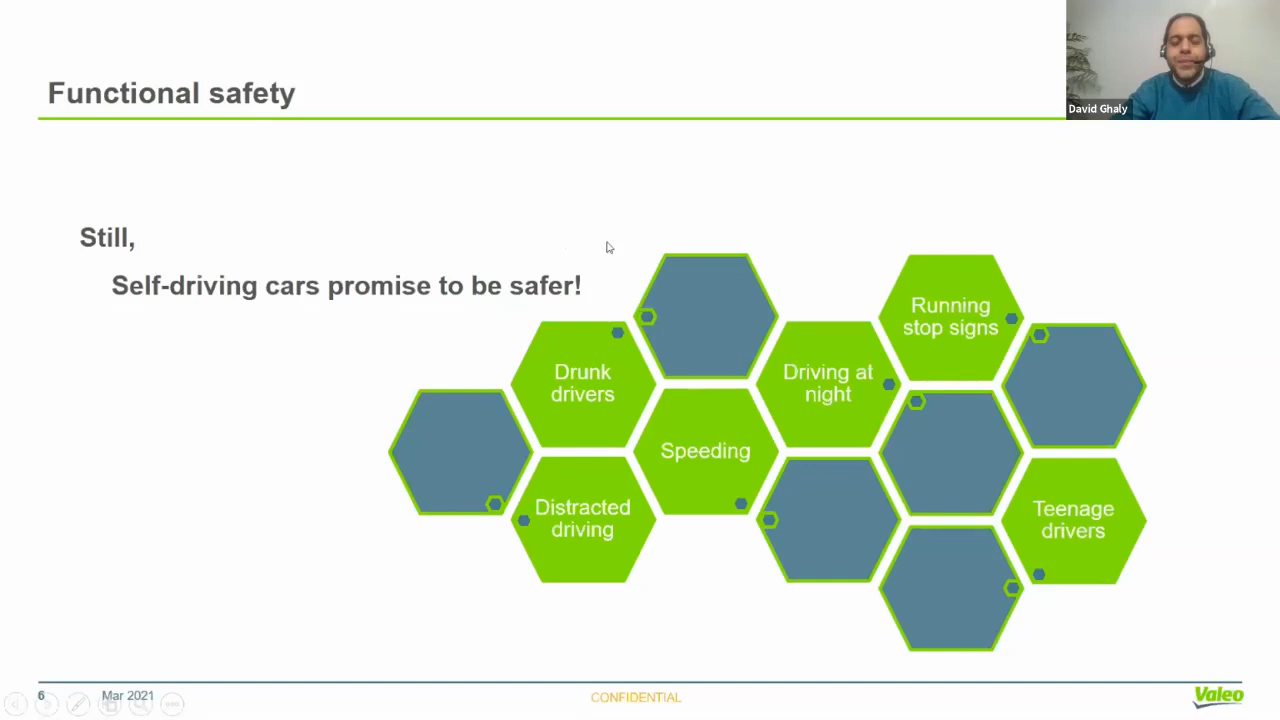 Functional safety
David Ghaly
Still,
Self-driving cars promise to be safer!
Running
stop signs
Drunk
drivers
Driving at
night
Speeding
Distracted
driving
Teenage
drivers
6
Mar 2021
CONFIDENTIAL
Valeo